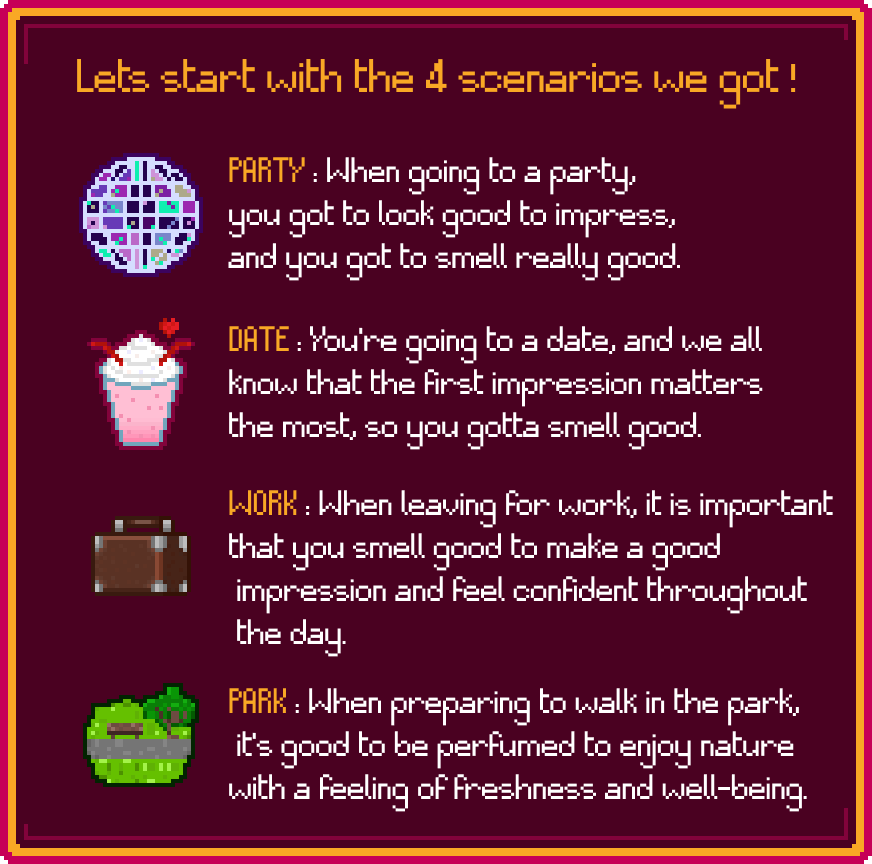 Lets start with the 4 scenarios we got !
PARTY : When going to a party,
you got to look good to impress,
and you got to smell really good.
DATE : You're going to a date, and we all
know that the first impression matters
the most, so you gotta smell good.
WORK : When leaving for work, it is important
that you smell good to make a good
impression and feel confident throughout
the day.
PARK : When preparing to walk in the park,
it's good to be perfumed to enjoy nature
with a feeling of freshness and well-being.